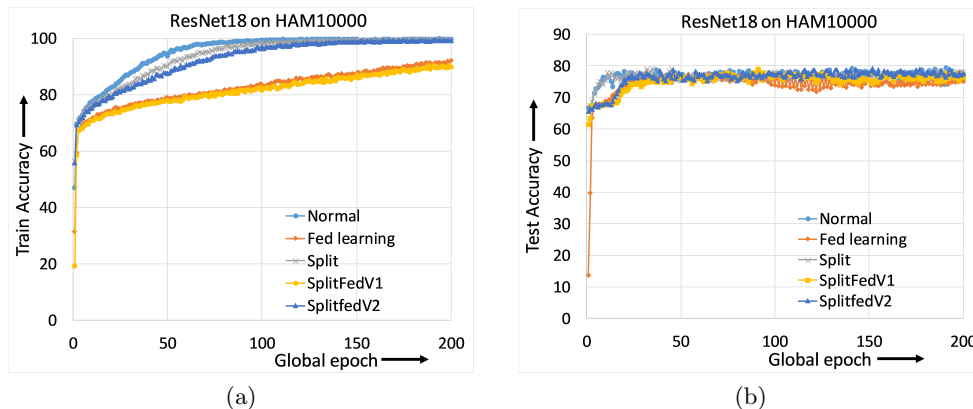 ResNet18 on HAM10000
100
80
60
40
20
0
Train Accuracy
Normal
Fed learning
Split
SplitFedV1
SplitfedV2
0 50 100 150 200
Global epoch
(a)
ResNet18 on HAM10000
90
80
70
60
50
40
30
20
10
0
Test Accuracy
Normal
Fed learning
Split
SplitFedV1
SplitfedV2
0 50 100 150 200
Global epoch
(b)